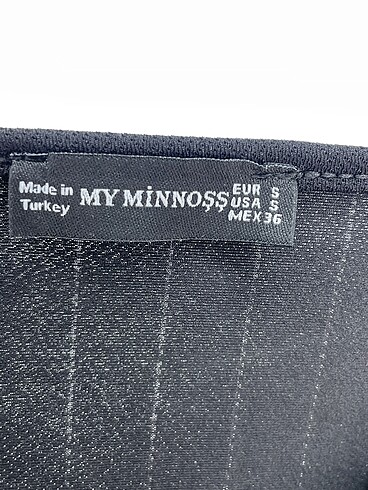 Made in
Turkey
MY MİNNOŞŞ
EUR S
USA S
MEX 36